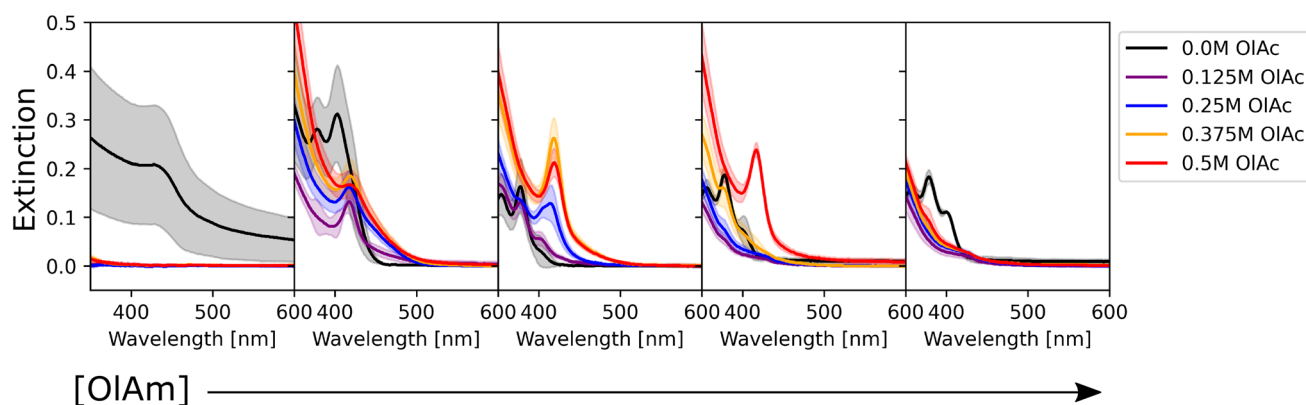 Extinction
0.5
0.4
0.3
0.2
0.1
0.0
400 500 600 400 500 600 400 500 600 400 500 600 400 500 600
Wavelength [nm] Wavelength [nm] Wavelength [nm] Wavelength [nm] Wavelength [nm]
0.0M OlAc
0.125M OlAc
0.25M OlAc
0.375M OlAc
0.5M OlAc
[OlAm]